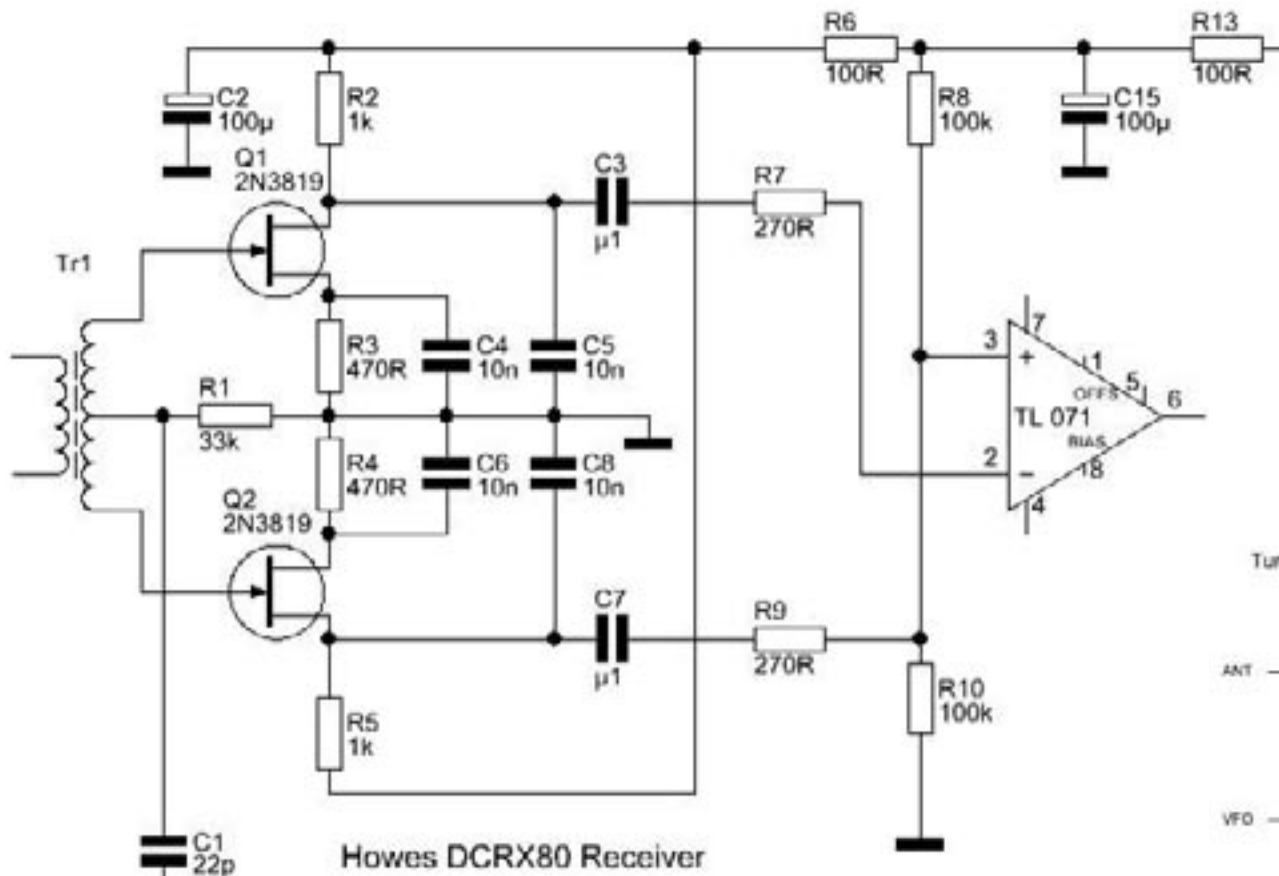 R6
100R
R13
100R
C2
100µ
R2
1k
R8
100k
C15
100µ
Q1
2N3819
C3
µ1
R7
270R
Tr1
R3
470R
C4
10n
C5
10n
R1
33k
R4
470R
C6
10n
C8
10n
3
+
7
1
OFFS
5
6
TL 071
BIAS
2
−
8
4
Q2
2N3819
C7
µ1
R9
270R
Tur
R10
100k
ANT
R5
1k
VFO
C1
22p
Howes DCRX80 Receiver